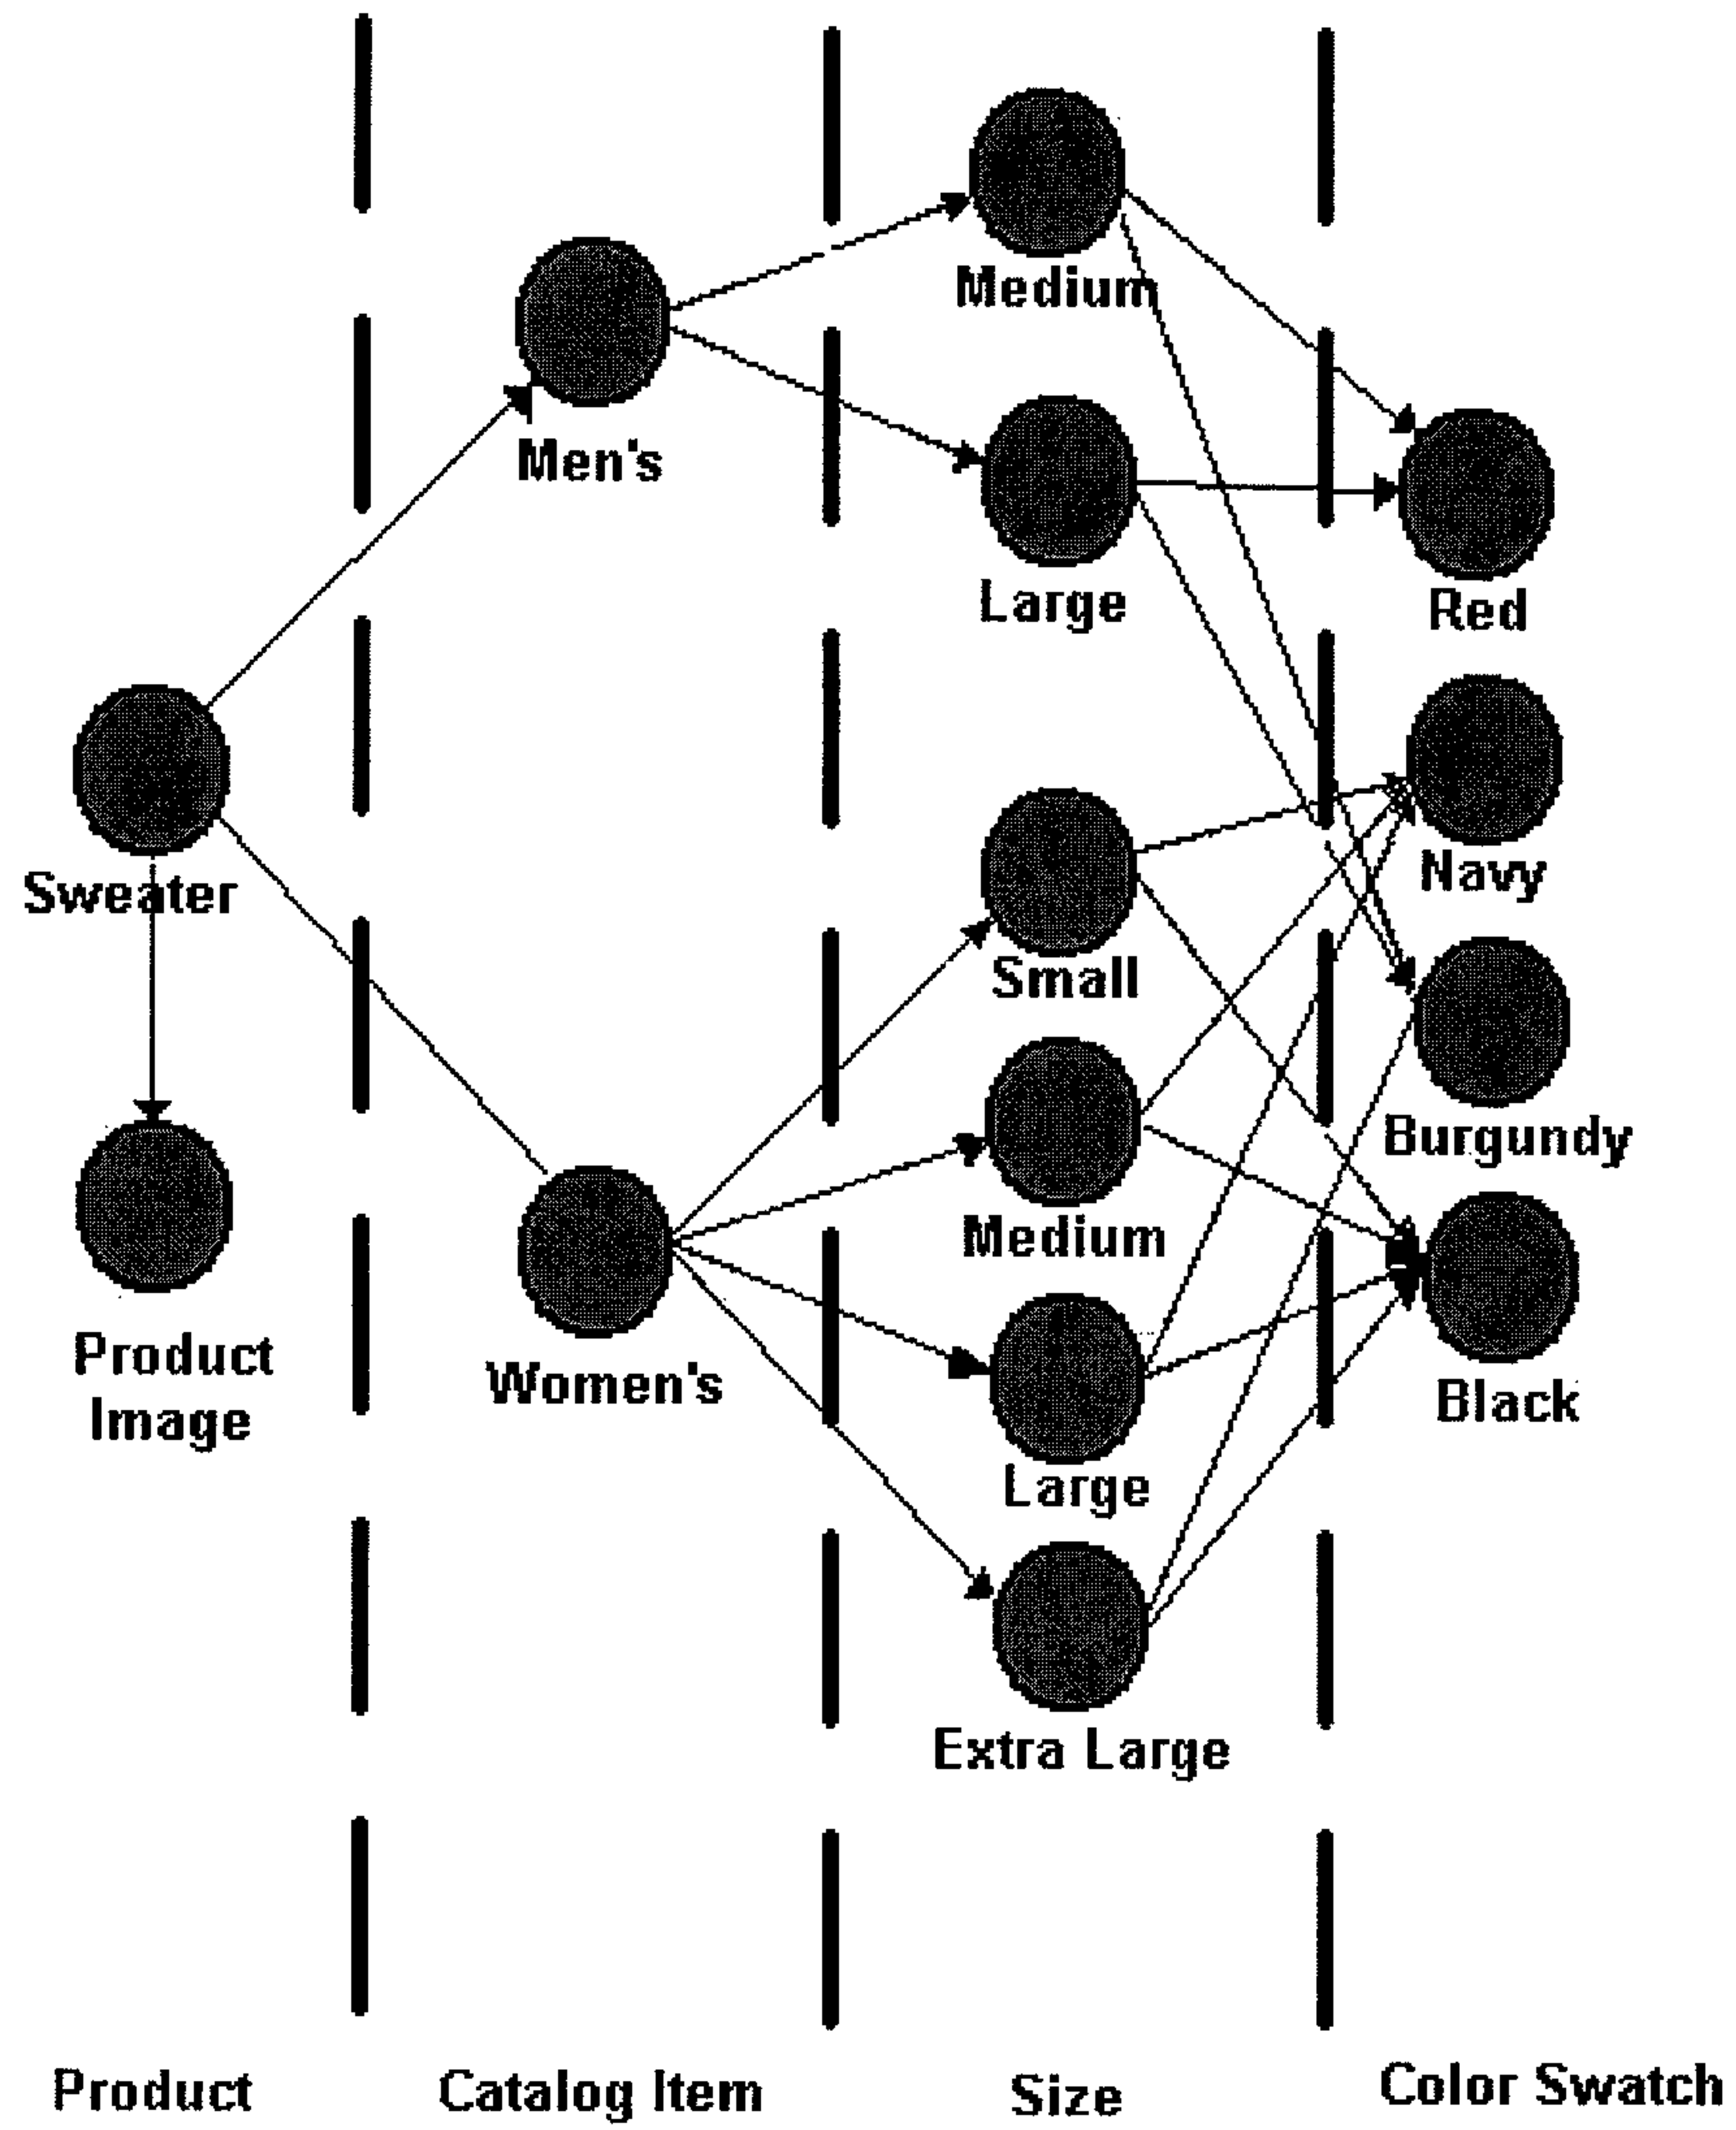 Medium
Men's
Large
Red
Sweater
Navy
Small
Burgundy
Medium
Product
Image
Women's
Black
Large
Extra Large
Product
Catalog Item
Size
Color Swatch